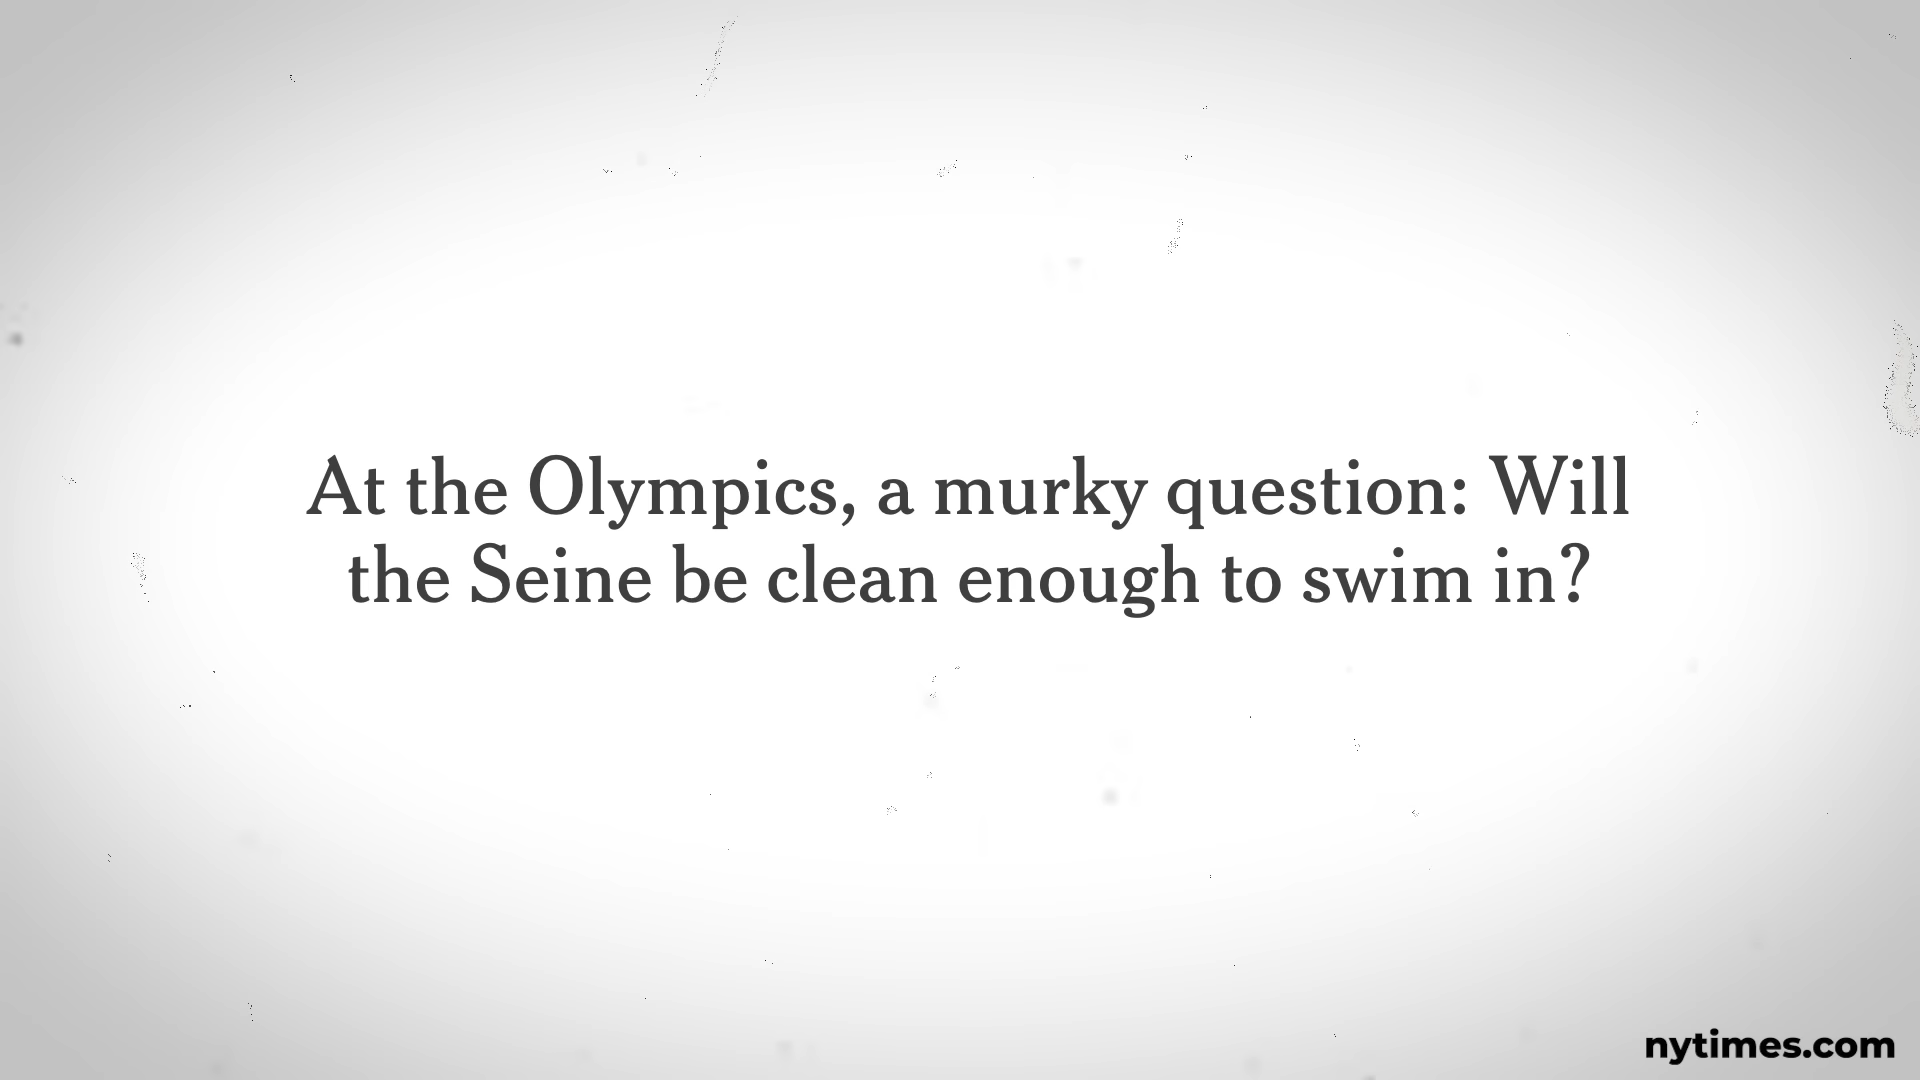 At the Olympics, a murky question: Will
the Seine be clean enough to swim in?
nytimes.com